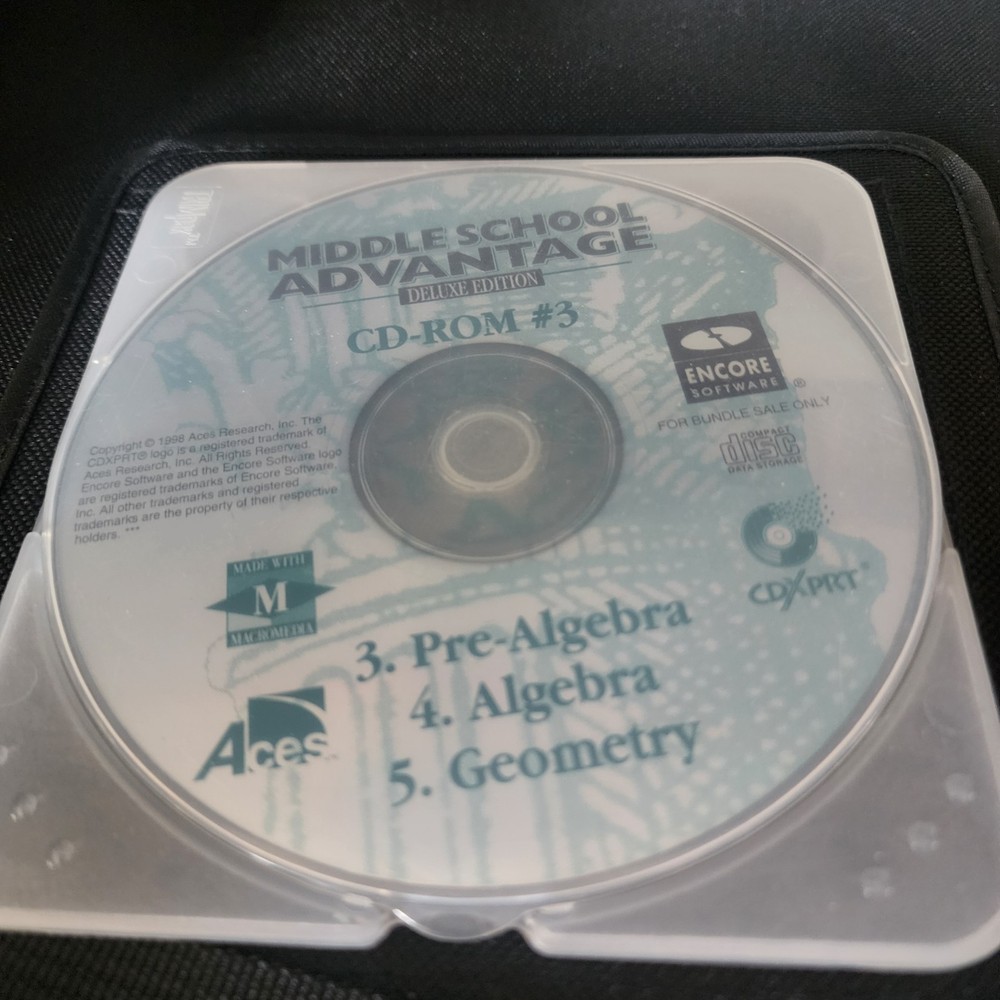 MIDDLE SCHOOL
ADVANTAGE
DELUXE EDITION
CD-ROM #3
ENCORE
SOFTWARE
®
FOR BUNDLE SALE ONLY
COMPACT
disc
DATA STORAGE
CDXPRT®
Copyright © 1998 Aces Research, Inc. The
CDXPRT® logo is a registered trademark of
Aces Research, Inc. All Rights Reserved.
Encore Software and the Encore Software logo
are registered trademarks of Encore Software,
Inc. All other trademarks and registered
trademarks are the property of their respective
holders. ***
MADE WITH
M
MACROMEDIA
Aces
3. Pre-Algebra
4. Algebra
5. Geometry